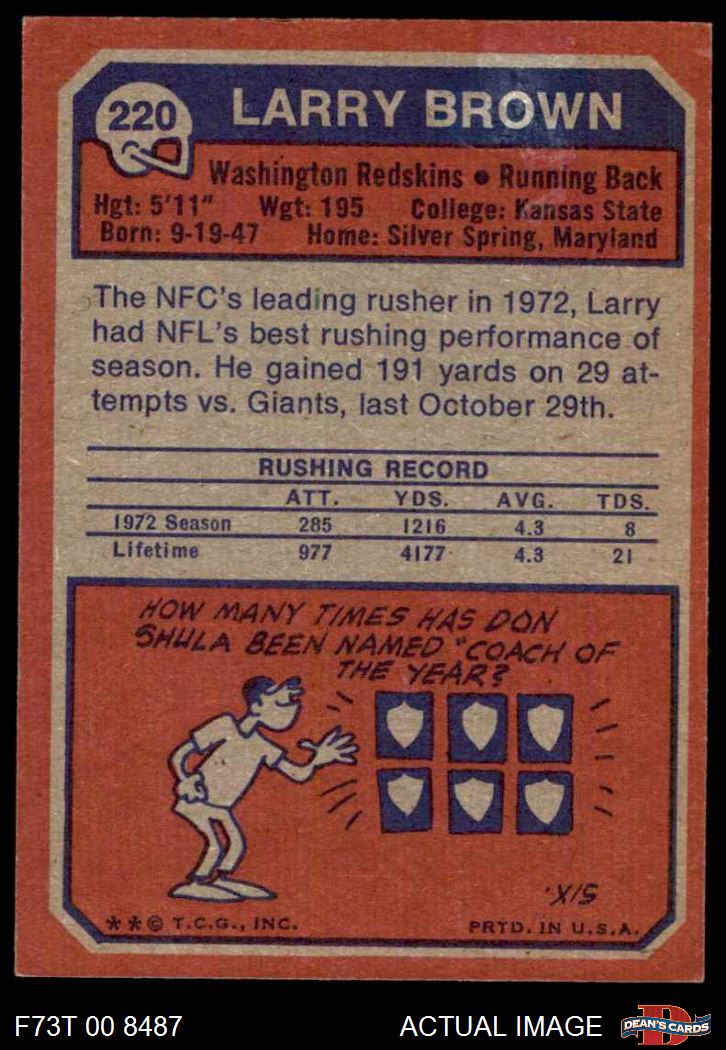 220 LARRY BROWN
Washington Redskins • Running Back
Hgt: 5'11" Wgt: 195 College: Kansas State
Born: 9-19-47 Home: Silver Spring, Maryland
The NFC's leading rusher in 1972, Larry
had NFL's best rushing performance of
season. He gained 191 yards on 29 at-
tempts vs. Giants, last October 29th.
RUSHING RECORD
ATT. YDS. AVG. TDS.
1972 Season 285 1216 4.3 8
Lifetime 977 4177 4.3 21
HOW MANY TIMES HAS DON
SHULA BEEN NAMED "COACH OF
THE YEAR?
SIX.
* * © T.C.G., INC. PRTD. IN U.S.A.
F73T 00 8487 ACTUAL IMAGE D DEAN'S CARDS